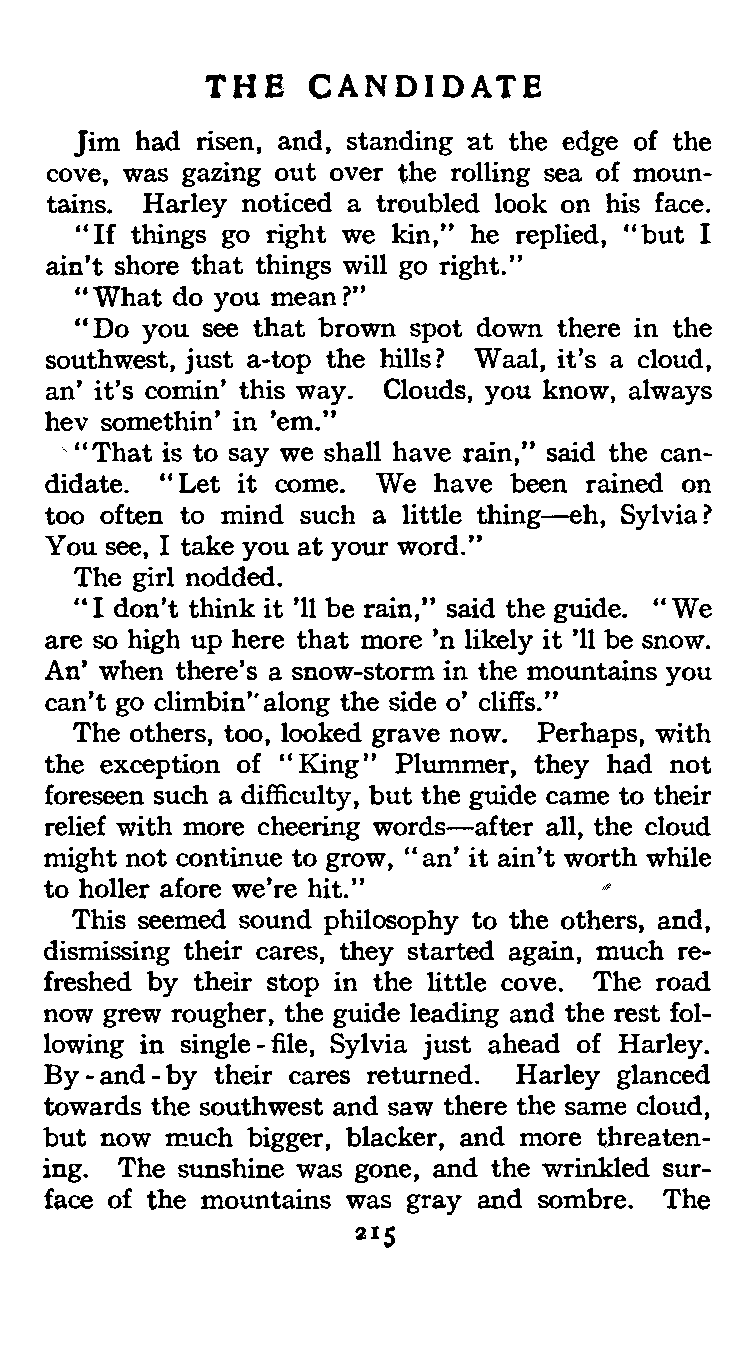 THE CANDIDATE
Jim had risen, and, standing at the edge of the
cove, was gazing out over the rolling sea of moun-
tains. Harley noticed a troubled look on his face.
"If things go right we kin," he replied, "but I
ain't shore that things will go right."
"What do you mean?"
"Do you see that brown spot down there in the
southwest, just a-top the hills? Waal, it's a cloud,
an' it's comin' this way. Clouds, you know, always
hev somethin' in 'em."
"That is to say we shall have rain," said the can-
didate. "Let it come. We have been rained on
too often to mind such a little thing—eh, Sylvia?
You see, I take you at your word."
The girl nodded.
"I don't think it 'll be rain," said the guide. "We
are so high up here that more 'n likely it 'll be snow.
An' when there's a snow-storm in the mountains you
can't go climbin' along the side o' cliffs."
The others, too, looked grave now. Perhaps, with
the exception of "King" Plummer, they had not
foreseen such a difficulty, but the guide came to their
relief with more cheering words—after all, the cloud
might not continue to grow, "an' it ain't worth while
to holler afore we're hit."
This seemed sound philosophy to the others, and,
dismissing their cares, they started again, much re-
freshed by their stop in the little cove. The road
now grew rougher, the guide leading and the rest fol-
lowing in single-file, Sylvia just ahead of Harley.
By-and-by their cares returned. Harley glanced
towards the southwest and saw there the same cloud,
but now much bigger, blacker, and more threaten-
ing. The sunshine was gone, and the wrinkled sur-
face of the mountains was gray and sombre. The
215